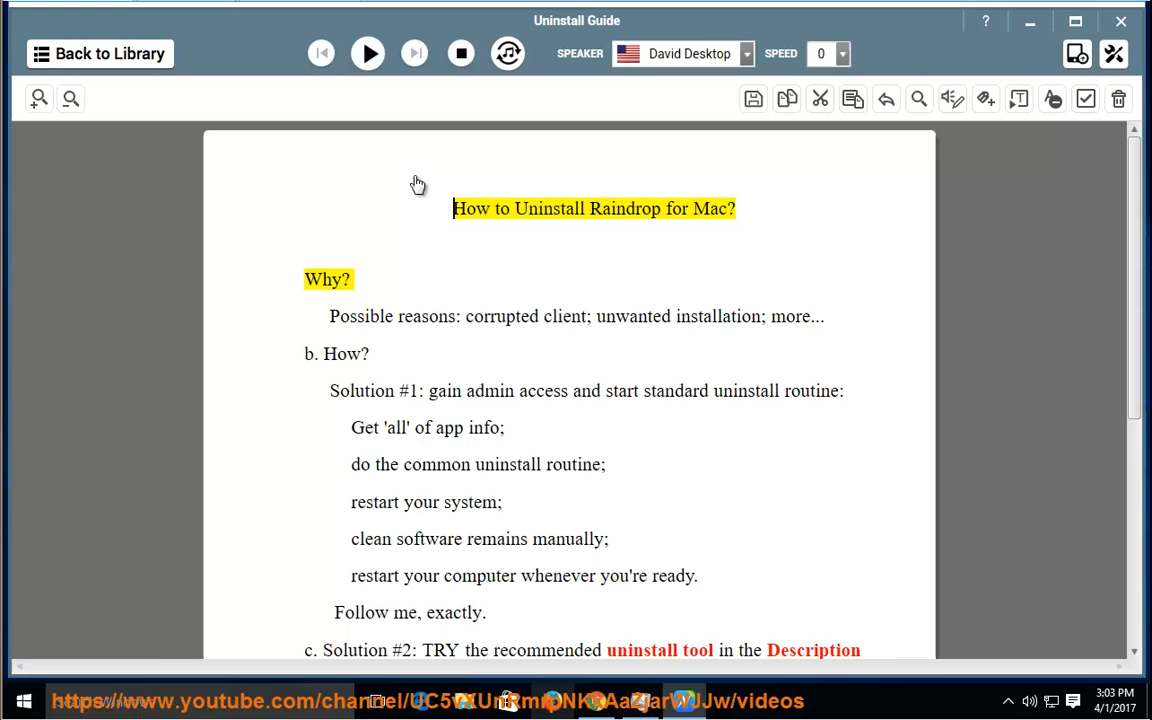 Uninstall Guide
?
Back to Library
SPEAKER
David Desktop
SPEED
0
How to Uninstall Raindrop for Mac?
Why?
Possible reasons: corrupted client; unwanted installation; more...
b. How?
Solution #1: gain admin access and start standard uninstall routine:
Get 'all' of app info;
do the common uninstall routine;
restart your system;
clean software remains manually;
restart your computer whenever you're ready.
Follow me, exactly.
c. Solution #2: TRY the recommended uninstall tool in the Description
3:03 PM
4/1/2017